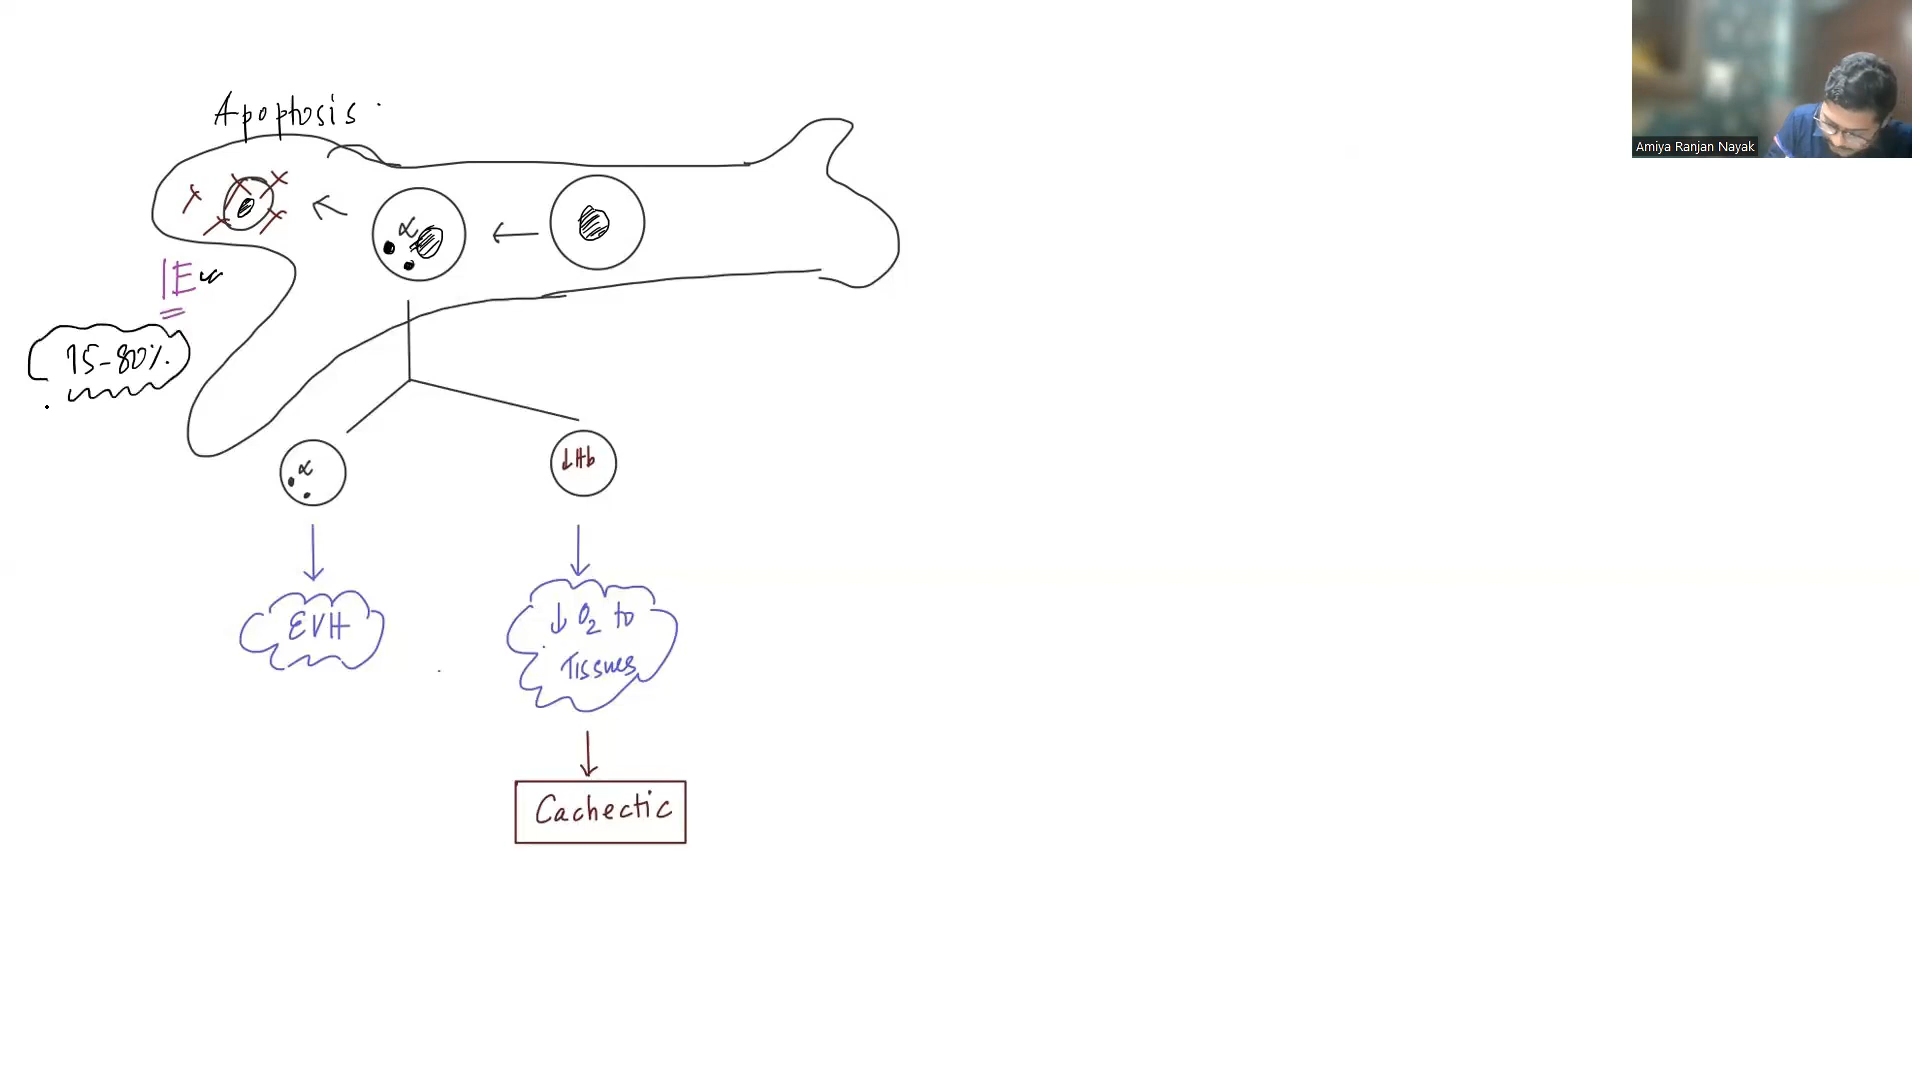 Apoptosis
Amiya Ranjan Nayak
α
IE
75-80%.
α
↓Hb
EVH
↓ O2 to
Tissues
Cachectic